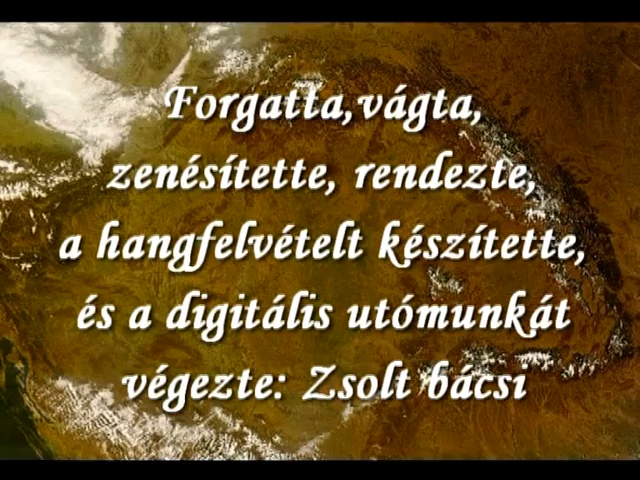 Forgatta,vágta,
zenésítette, rendezte,
a hangfelvételt készítette,
és a digitális utómunkát
végezte: Zsolt bácsi